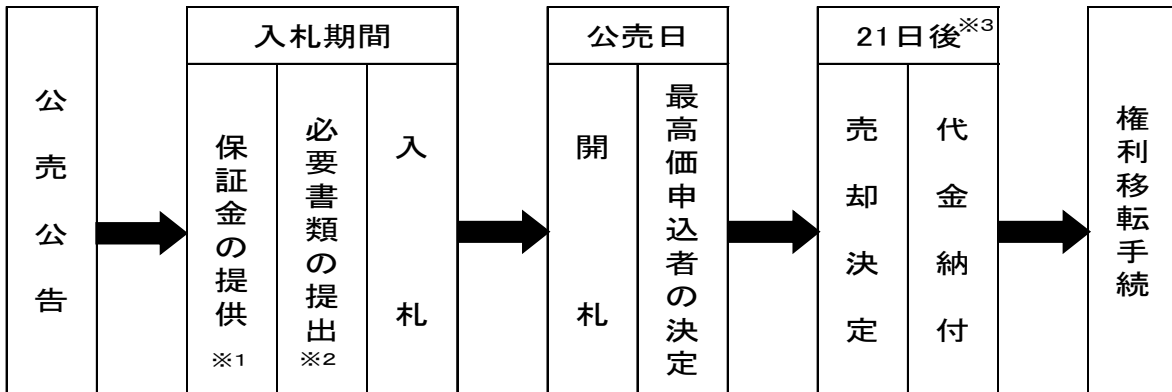 公売公告
入札期間
保証金の提供※1
必要書類の提出※2
入札
公売日
開札
最高価申込者の決定
21日後※3
売却決定
代金納付
権利移転手続